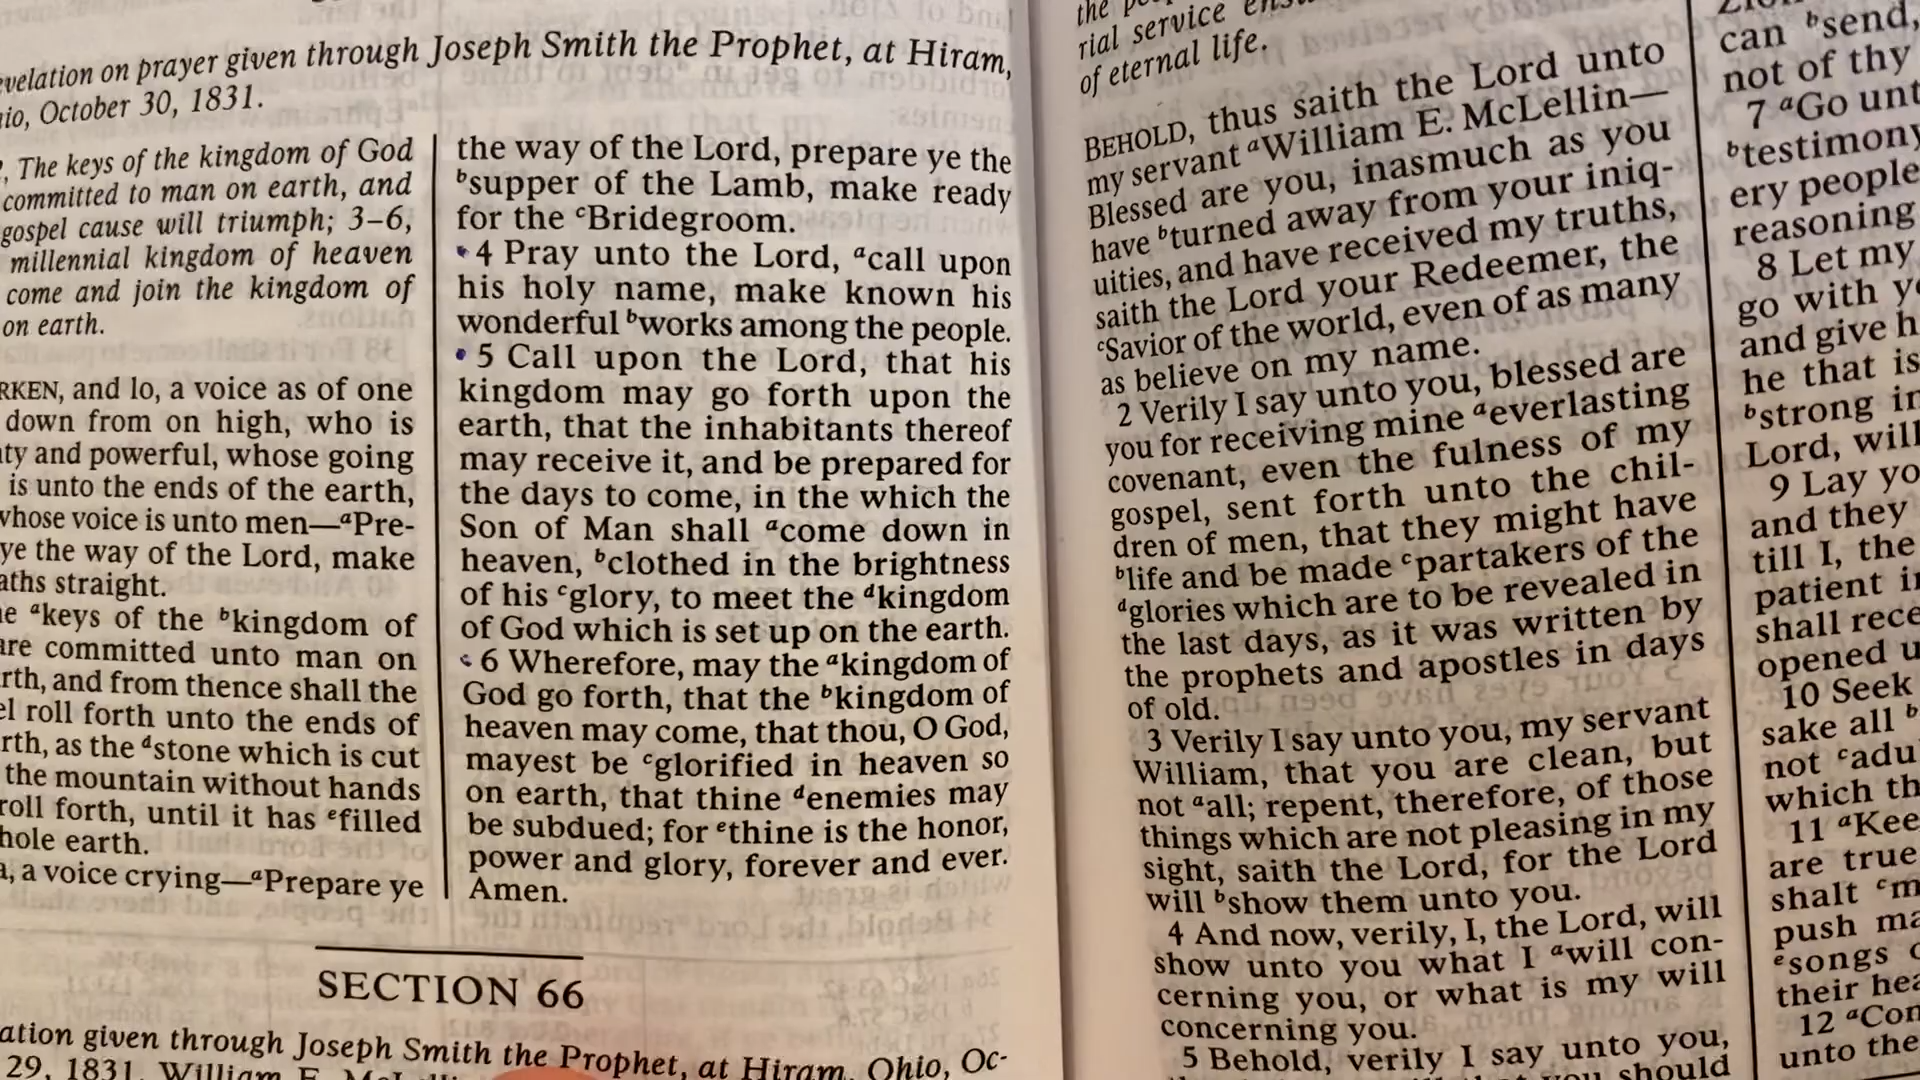 velation on prayer given through Joseph Smith the Prophet, at Hiram,
io, October 30, 1831.
The keys of the kingdom of God
committed to man on earth, and
gospel cause will triumph; 3–6,
millennial kingdom of heaven
come and join the kingdom of
on earth.
RKEN, and lo, a voice as of one
down from on high, who is
ty and powerful, whose going
is unto the ends of the earth,
whose voice is unto men—aPre-
ye the way of the Lord, make
aths straight.
e akeys of the bkingdom of
are committed unto man on
rth, and from thence shall the
el roll forth unto the ends of
rth, as the dstone which is cut
the mountain without hands
roll forth, until it has efilled
hole earth.
a voice crying—aPrepare ye
the way of the Lord, prepare ye the
bsupper of the Lamb, make ready
for the cBridegroom.
4 Pray unto the Lord, acall upon
his holy name, make known his
wonderful bworks among the people.
5 Call upon the Lord, that his
kingdom may go forth upon the
earth, that the inhabitants thereof
may receive it, and be prepared for
the days to come, in the which the
Son of Man shall acome down in
heaven, bclothed in the brightness
of his cglory, to meet the dkingdom
of God which is set up on the earth.
6 Wherefore, may the akingdom of
God go forth, that the bkingdom of
heaven may come, that thou, O God,
mayest be cglorified in heaven so
on earth, that thine denemies may
be subdued; for ethine is the honor,
power and glory, forever and ever.
Amen.
SECTION 66
ation given through Joseph Smith the Prophet, at Hiram, Ohio, Oc-
29, 1831. William E.
the
rial service
of eternal life.
BEHOLD, thus saith the Lord unto
my servant aWilliam E. McLellin—
Blessed are you, inasmuch as you
have bturned away from your iniq-
uities, and have received my truths,
saith the Lord your Redeemer, the
cSavior of the world, even of as many
as believe on my name.
2 Verily I say unto you, blessed are
you for receiving mine aeverlasting
covenant, even the fulness of my
gospel, sent forth unto the chil-
dren of men, that they might have
blife and be made cpartakers of the
dglories which are to be revealed in
the last days, as it was written by
the prophets and apostles in days
of old.
3 Verily I say unto you, my servant
William, that you are clean, but
not aall; repent, therefore, of those
things which are not pleasing in my
sight, saith the Lord, for the Lord
will bshow them unto you.
4 And now, verily, I, the Lord, will
show unto you what I awill con-
cerning you, or what is my will
concerning you.
5 Behold, verily I say unto you,
you should
can bsend,
not of thy
7 aGo unt
btestimony
ery people
reasoning
8 Let my
go with
and give h
he that is
bstrong in
Lord, will
9 Lay yo
and they
till I, the
patient i
shall rece
opened u
10 Seek
sake all b
not cadu
which th
11 aKee
are true
shalt cm
push ma
esongs
their hea
12 aCon
unto the